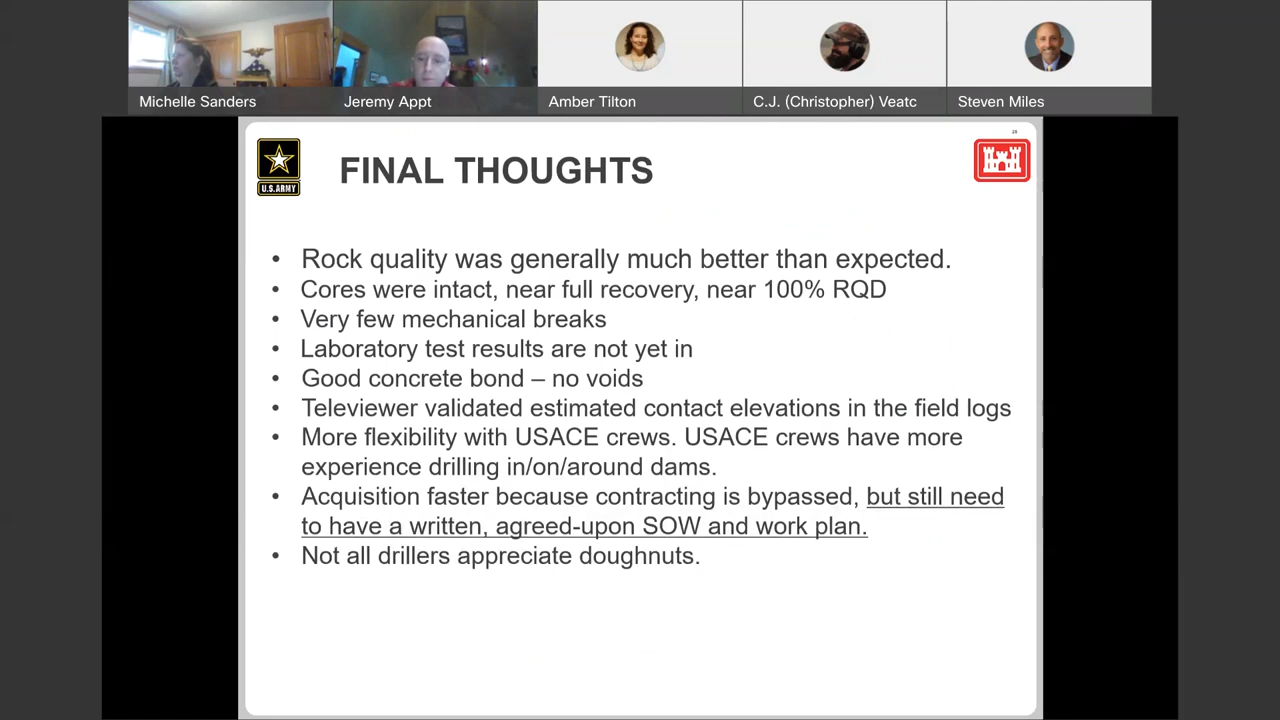 Michelle Sanders
Jeremy Appt
Amber Tilton
C.J. (Christopher) Veatc
Steven Miles
U.S.ARMY
FINAL THOUGHTS
• Rock quality was generally much better than expected.
• Cores were intact, near full recovery, near 100% RQD
• Very few mechanical breaks
• Laboratory test results are not yet in
• Good concrete bond – no voids
• Televiewer validated estimated contact elevations in the field logs
• More flexibility with USACE crews. USACE crews have more
experience drilling in/on/around dams.
• Acquisition faster because contracting is bypassed, but still need
to have a written, agreed-upon SOW and work plan.
• Not all drillers appreciate doughnuts.